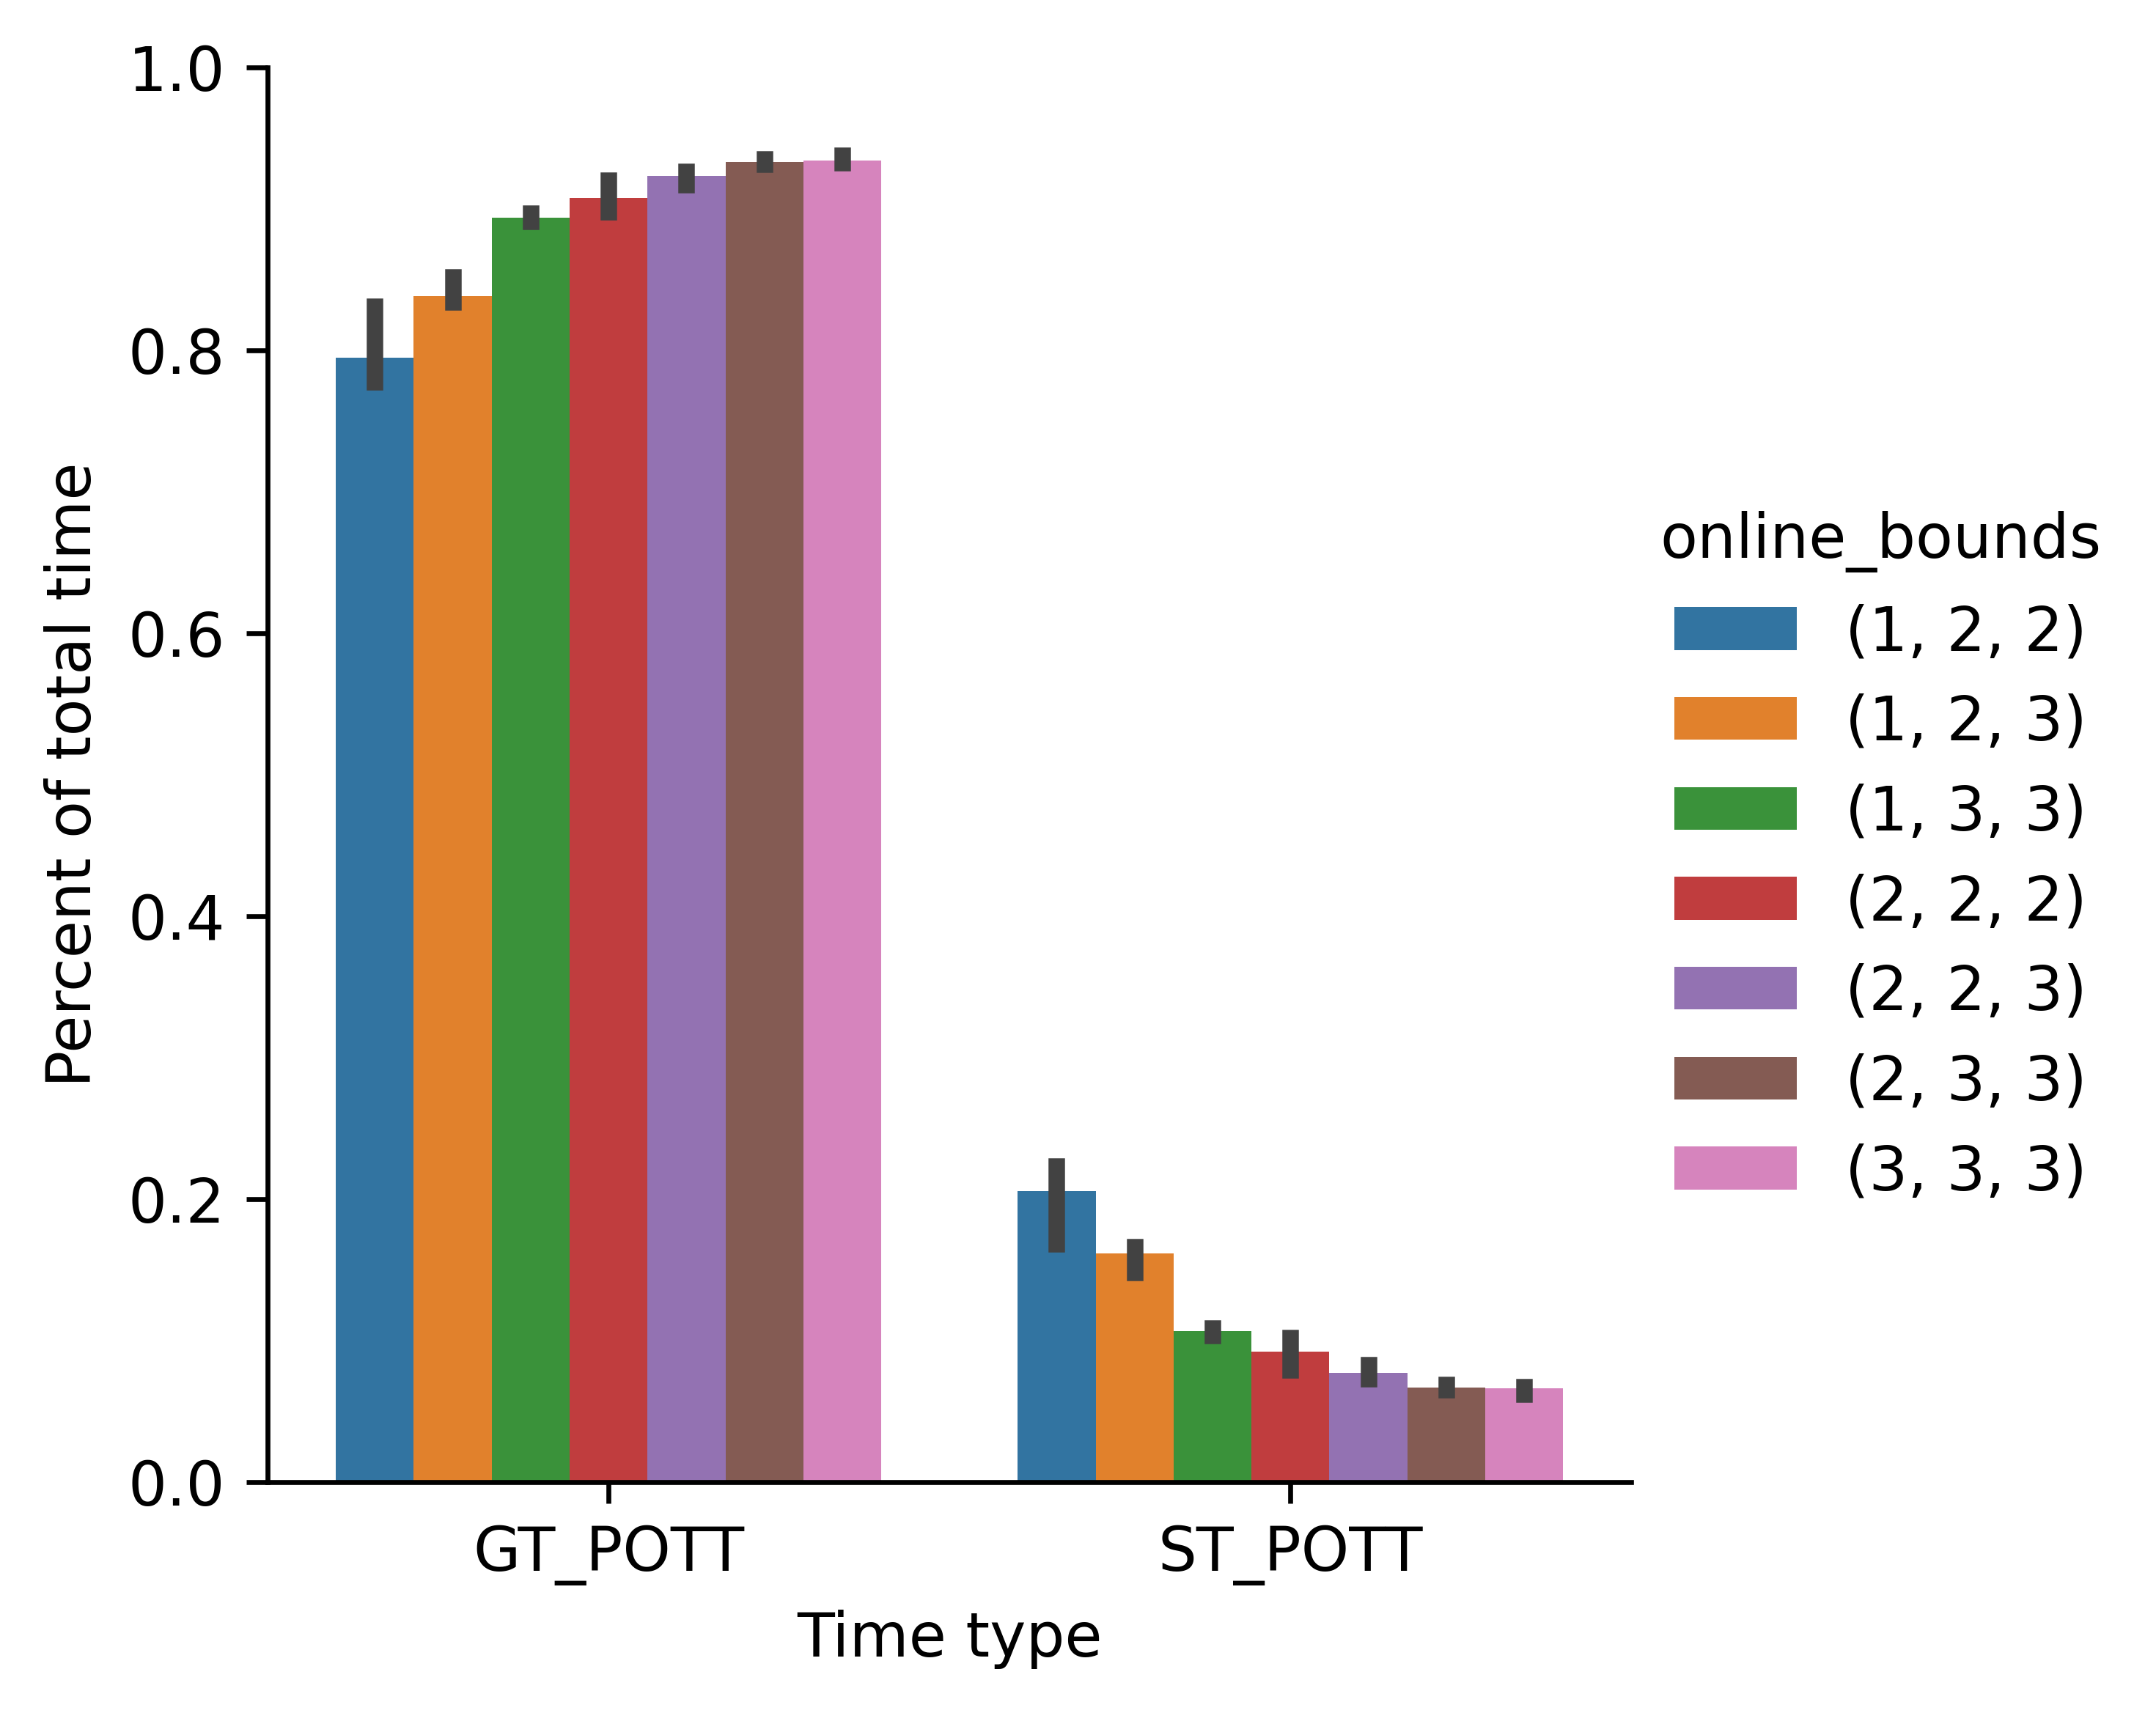 1.0
0.8
0.6
0.4
0.2
0.0
Percent of total time
GT_POTT
ST_POTT
Time type
online_bounds
(1, 2, 2)
(1, 2, 3)
(1, 3, 3)
(2, 2, 2)
(2, 2, 3)
(2, 3, 3)
(3, 3, 3)